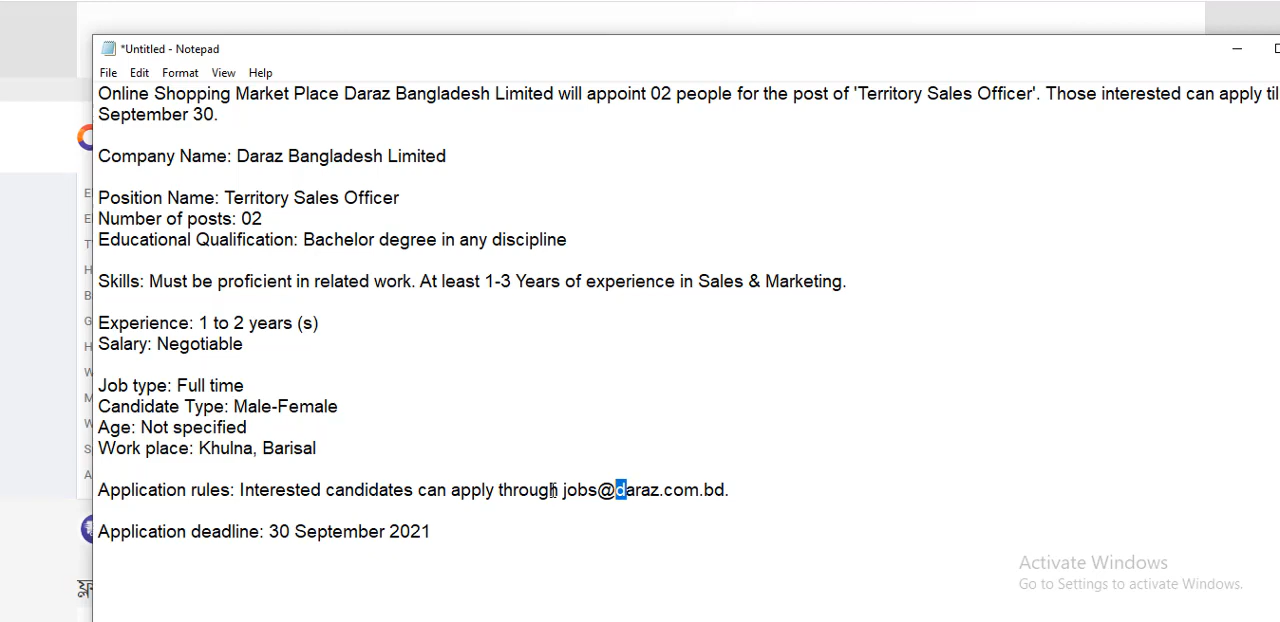 *Untitled - Notepad
File Edit Format View Help
Online Shopping Market Place Daraz Bangladesh Limited will appoint 02 people for the post of 'Territory Sales Officer'. Those interested can apply til
September 30.
Company Name: Daraz Bangladesh Limited
Position Name: Territory Sales Officer
Number of posts: 02
Educational Qualification: Bachelor degree in any discipline
Skills: Must be proficient in related work. At least 1-3 Years of experience in Sales & Marketing.
Experience: 1 to 2 years (s)
Salary: Negotiable
Job type: Full time
Candidate Type: Male-Female
Age: Not specified
Work place: Khulna, Barisal
Application rules: Interested candidates can apply through jobs@daraz.com.bd.
Application deadline: 30 September 2021
Activate Windows
Go to Settings to activate Windows.